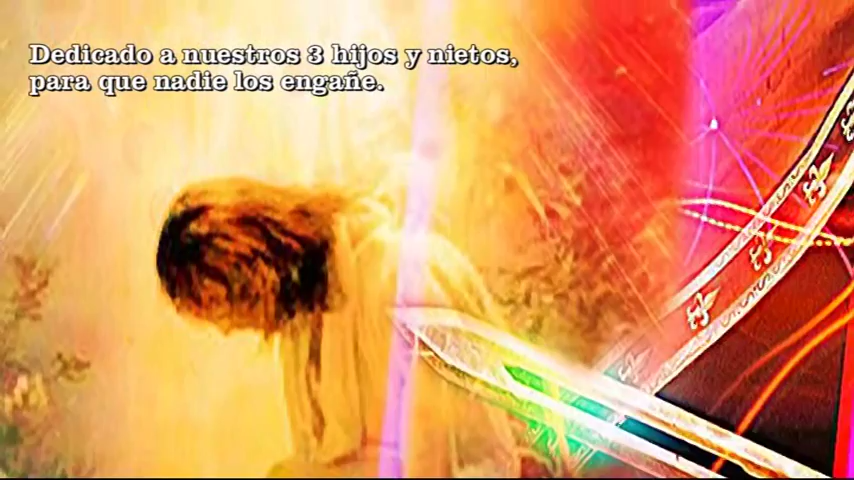 Dedicado a nuestros 3 hijos y nietos,
para que nadie los engañe.